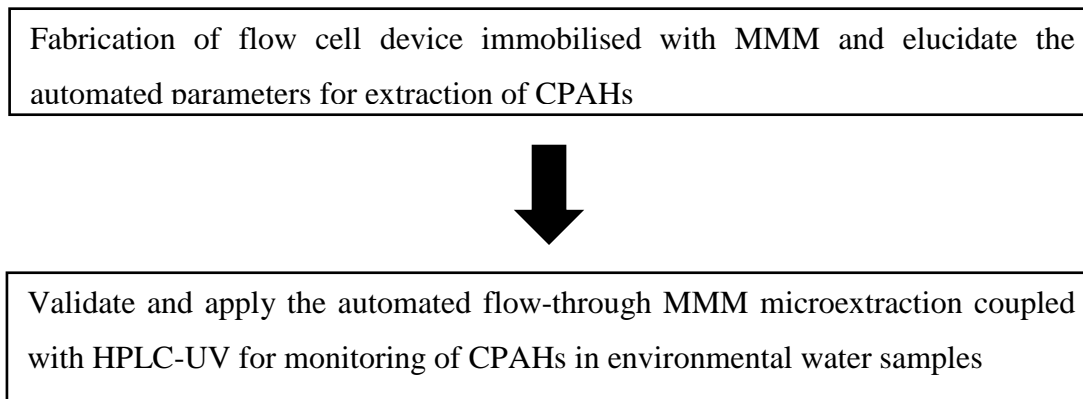 Fabrication of flow cell device immobilised with MMM and elucidate the
automated parameters for extraction of CPAHs
Validate and apply the automated flow-through MMM microextraction coupled
with HPLC-UV for monitoring of CPAHs in environmental water samples